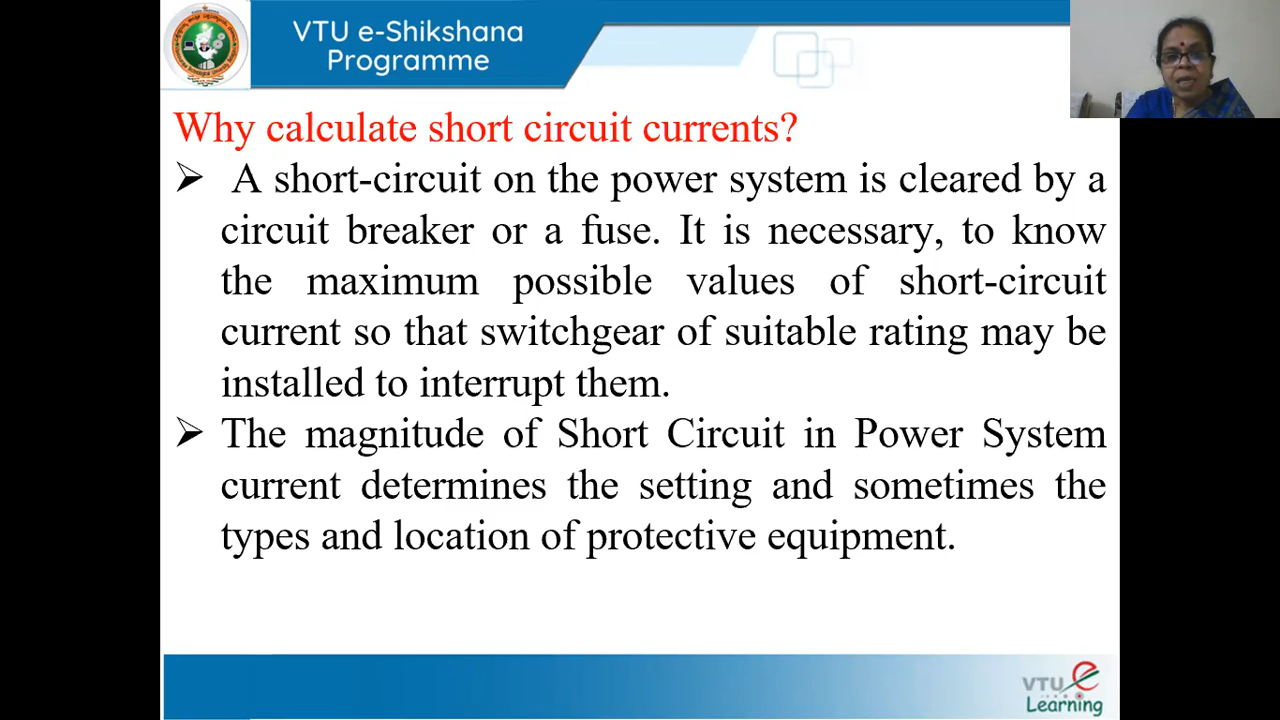 VTU e-Shikshana
Programme
Why calculate short circuit currents?
➢ A short-circuit on the power system is cleared by a
circuit breaker or a fuse. It is necessary, to know
the maximum possible values of short-circuit
current so that switchgear of suitable rating may be
installed to interrupt them.
➢ The magnitude of Short Circuit in Power System
current determines the setting and sometimes the
types and location of protective equipment.
VTU e
Learning